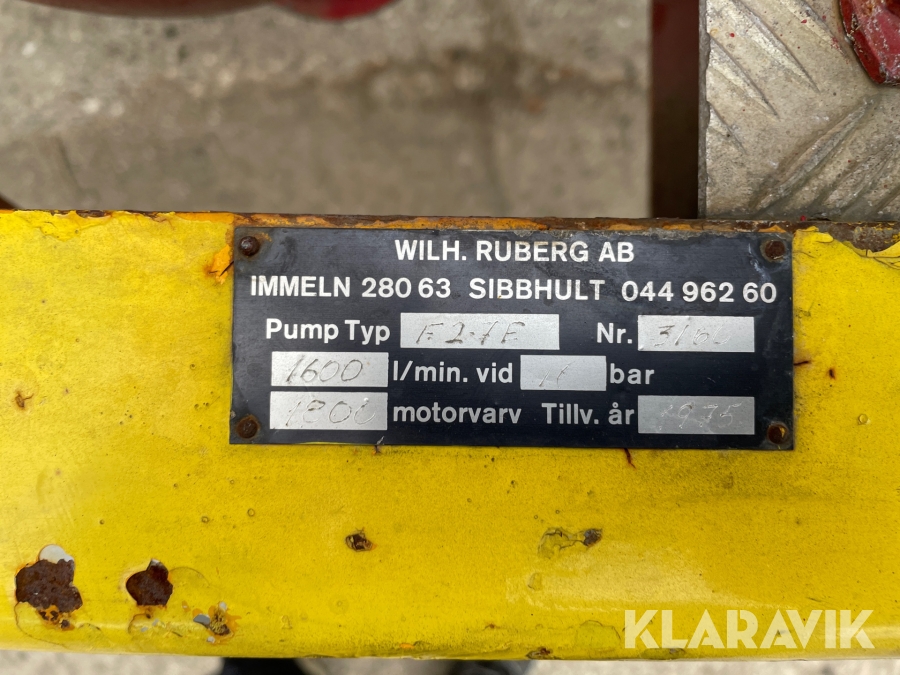 WILH. RUBERG AB
IMMELN 280 63 SIBBHULT 044 962 60
Pump Typ Nr.
1600 l/min. vid bar
motorvarv Tillv. år
KLARAVIK